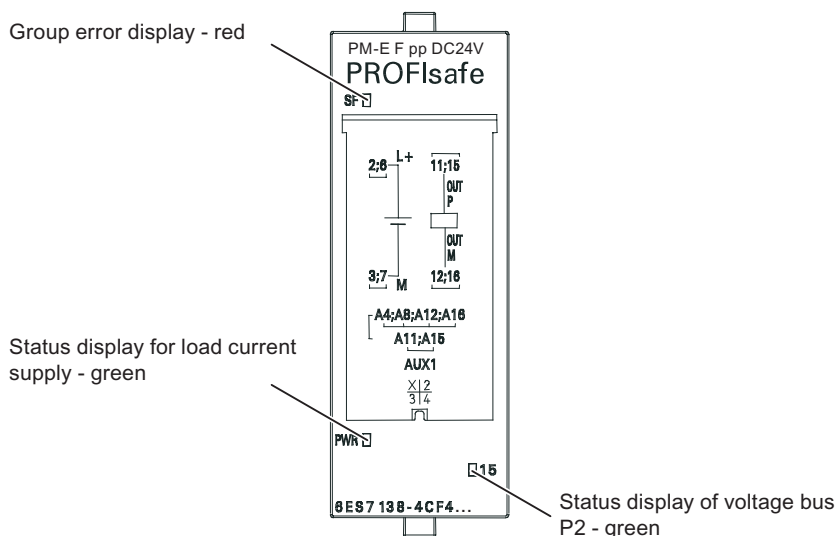 Group error display - red
PM-E F pp DC24V
PROFIsafe
SF
L+
2;6
11;15
OUT
P
OUT
M
3;7
M
12;16
A4;A8;A12;A16
A11;A15
AUX1
X|2
3|4
Status display for load current
supply - green
PWR
15
6ES7 138-4CF4...
Status display of voltage bus
P2 - green